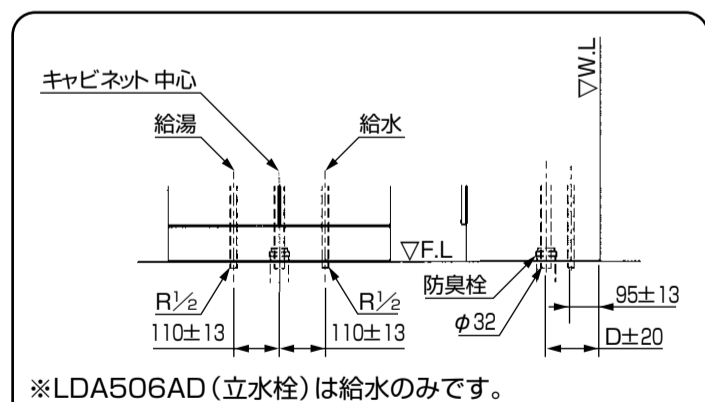 ▽W.L
キャビネット中心
給湯
給水
▽F.L
防臭栓
R½
R½
φ32
95±13
110±13
110±13
D±20
※LDA506AD(立水栓)は給水のみです。